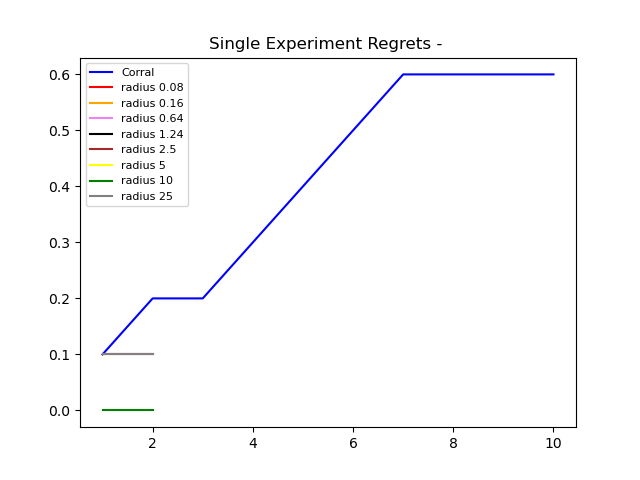 Single Experiment Regrets -
0.6
0.5
0.4
0.3
0.2
0.1
0.0
Corral
radius 0.08
radius 0.16
radius 0.64
radius 1.24
radius 2.5
radius 5
radius 10
radius 25
2 4 6 8 10